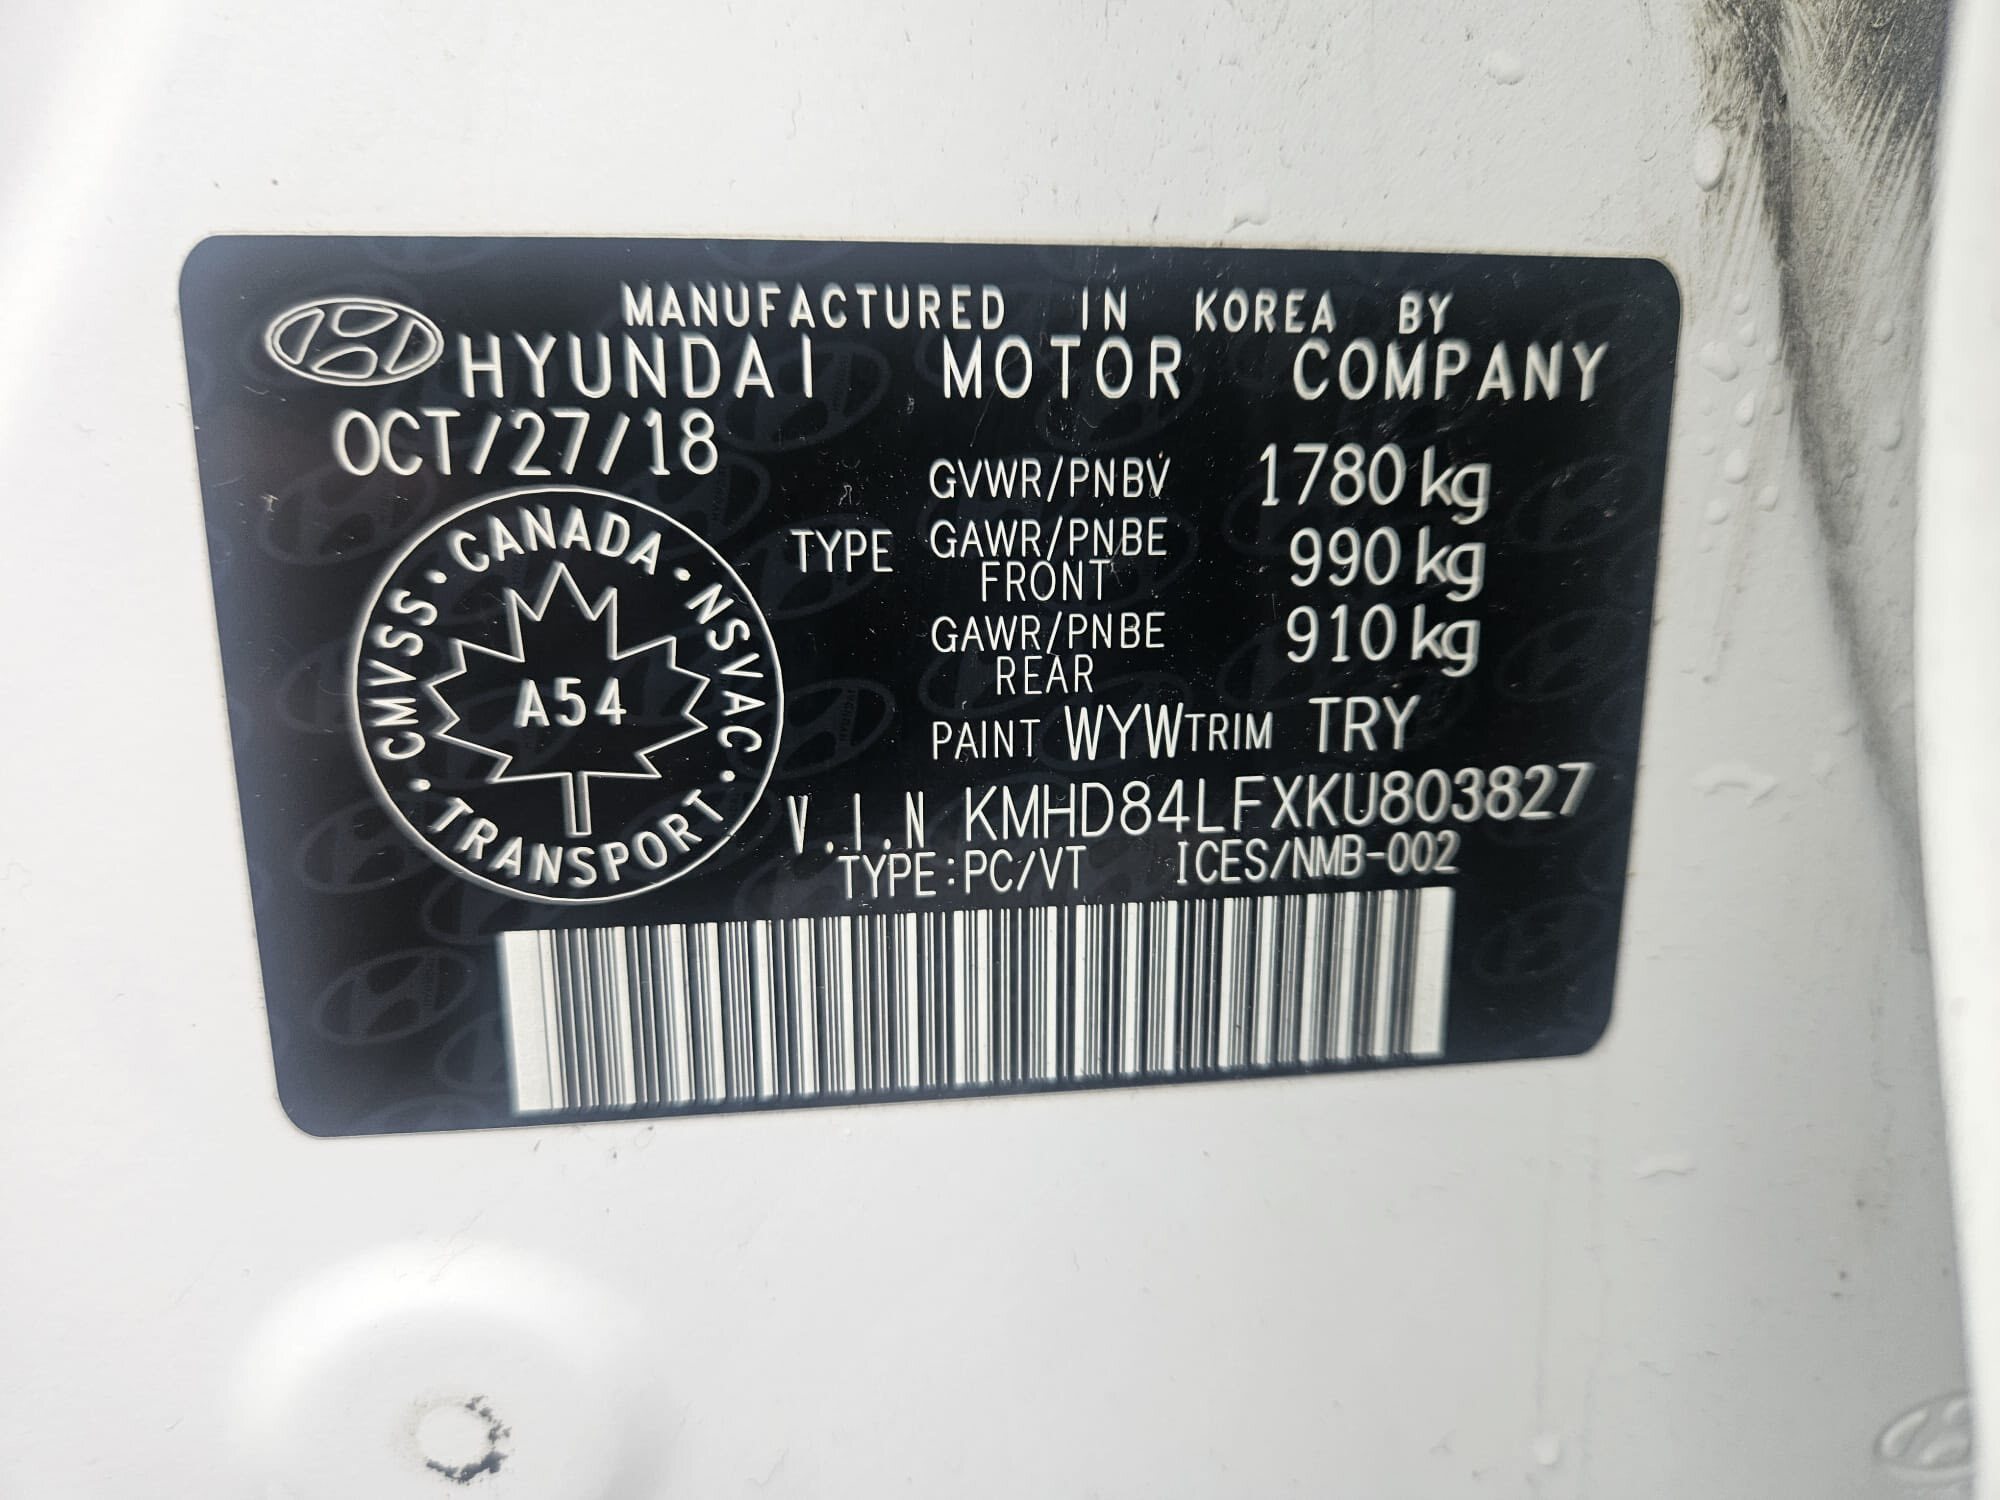 MANUFACTURED IN KOREA BY
HYUNDAI MOTOR COMPANY
OCT/27/18
GVWR/PNBV 1780 kg
TYPE GAWR/PNBE FRONT 990 kg
GAWR/PNBE REAR 910 kg
PAINT WYW TRIM TRY
V.I.N KMHD84LFXKU803827
TYPE:PC/VT ICES/NMB-002
CANADA · NSVAC · TRANSPORT · CMVSS ·
A54